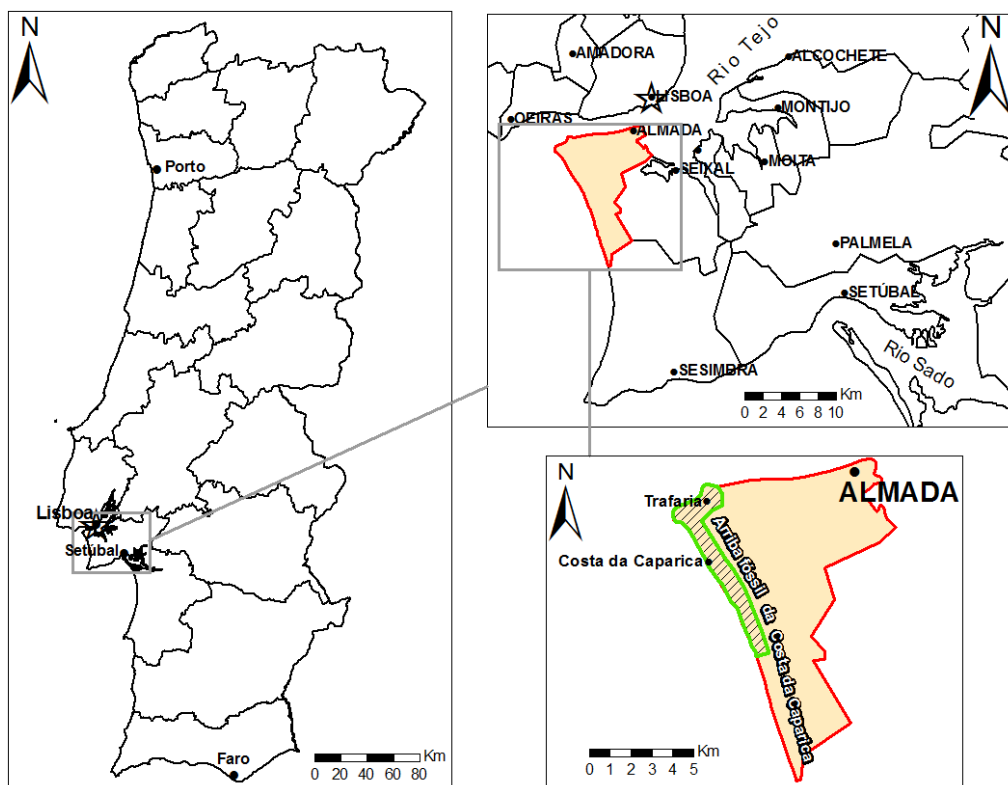 N
Porto
Lisboa
Setúbal
Faro
Km
0 20 40 60 80
N
AMADORA
Rio Tejo
ALCOCHETE
LISBOA
MONTIJO
OEIRAS
ALMADA
SEIXAL
MOITA
PALMELA
SETÚBAL
Rio Sado
SESIMBRA
Km
0 2 4 6 8 10
N
ALMADA
Trafaria
Costa da Caparica
Arriba fóssil da Costa da Caparica
Km
0 1 2 3 4 5